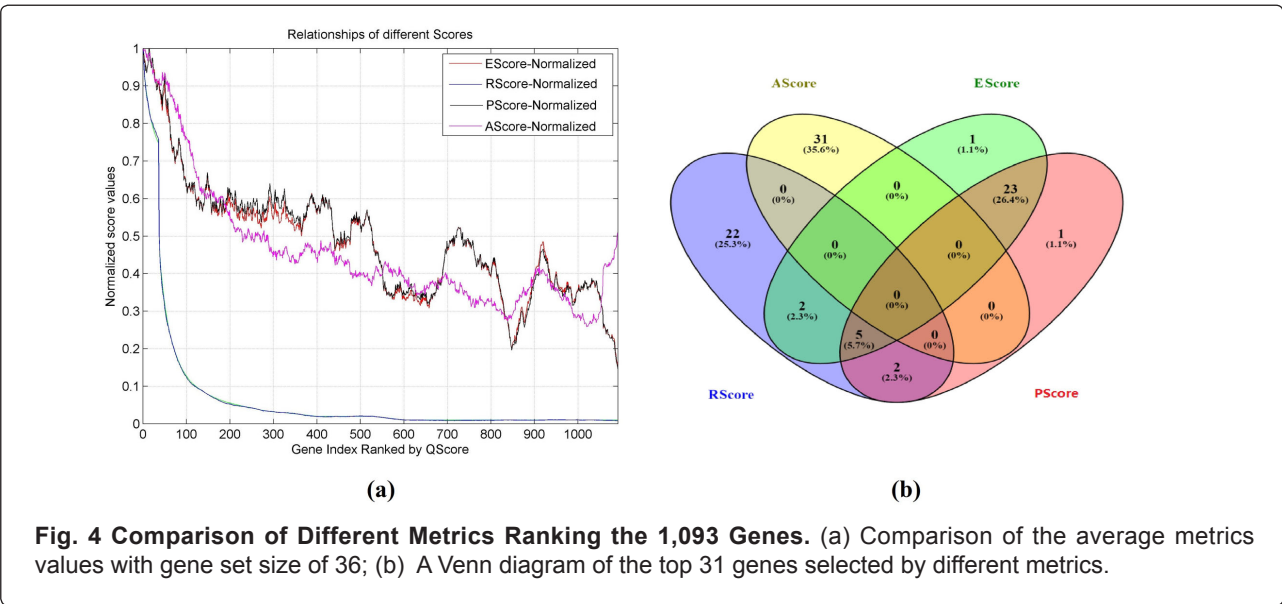 Relationships of different Scores
EScore-Normalized
RScore-Normalized
PScore-Normalized
AScore-Normalized
Normalized score values
1
0.9
0.8
0.7
0.6
0.5
0.4
0.3
0.2
0.1
0
0 100 200 300 400 500 600 700 800 900 1000
Gene Index Ranked by QScore
(a)
AScore
EScore
31
(35.6%)
1
(1.1%)
0
(0%)
0
(0%)
23
(26.4%)
22
(25.3%)
0
(0%)
0
(0%)
1
(1.1%)
2
(2.3%)
0
(0%)
0
(0%)
5
(5.7%)
0
(0%)
2
(2.3%)
RScore
PScore
(b)
Fig. 4 Comparison of Different Metrics Ranking the 1,093 Genes. (a) Comparison of the average metrics
values with gene set size of 36; (b) A Venn diagram of the top 31 genes selected by different metrics.